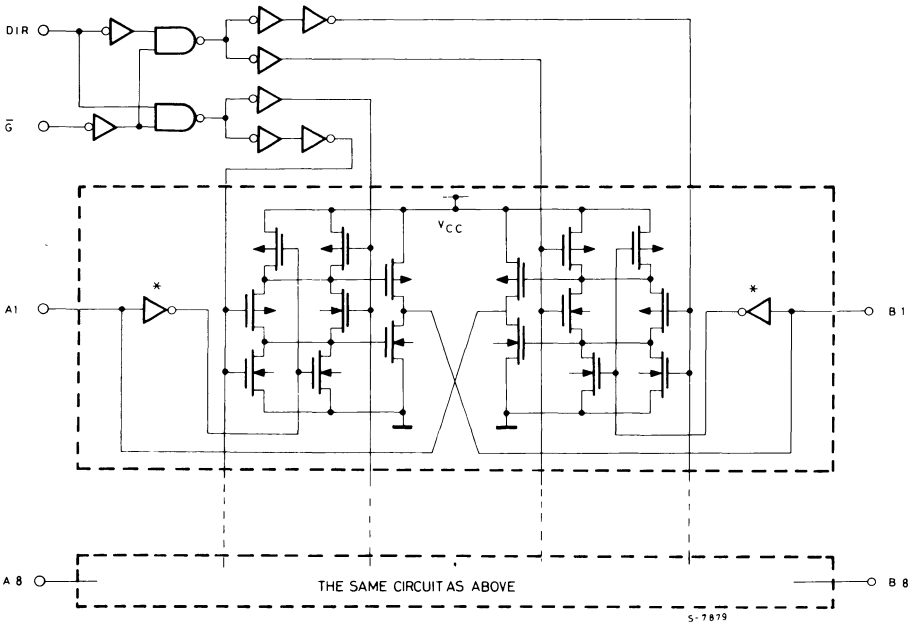 DIR
G̅
VCC
*
*
A1
B1
A8
THE SAME CIRCUIT AS ABOVE
B8
S-7879